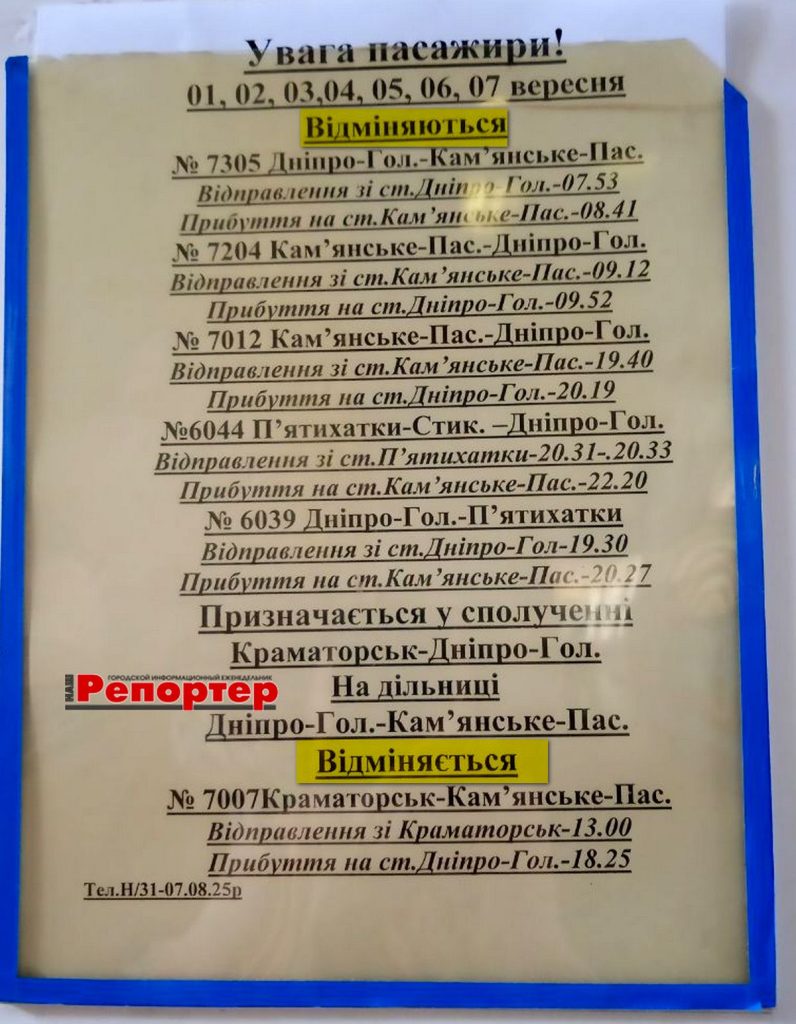 Увага пасажири!
01, 02, 03,04, 05, 06, 07 вересня
Відміняються
№ 7305 Дніпро-Гол.-Кам’янське-Пас.
Відправлення зі ст.Дніпро-Гол.-07.53
Прибуття на ст.Кам’янське-Пас.-08.41
№ 7204 Кам’янське-Пас.-Дніпро-Гол.
Відправлення зі ст.Кам’янське-Пас.-09.12
Прибуття на ст.Дніпро-Гол.-09.52
№ 7012 Кам’янське-Пас.-Дніпро-Гол.
Відправлення зі ст.Кам’янське-Пас.-19.40
Прибуття на ст.Дніпро-Гол.-20.19
№6044 П’ятихатки-Стик. –Дніпро-Гол.
Відправлення зі ст.П’ятихатки-20.31-.20.33
Прибуття на ст.Кам’янське-Пас.-22.20
№ 6039 Дніпро-Гол.-П’ятихатки
Відправлення зі ст.Дніпро-Гол-19.30
Прибуття на ст.Кам’янське-Пас.-20.27
Призначається у сполученні
Краматорськ-Дніпро-Гол.
ГОРОДСКОЙ ИНФОРМАЦИОННЫЙ ЕЖЕНЕДЕЛЬНИК
НАШ Репортер
На дільниці
Дніпро-Гол.-Кам’янське-Пас.
Відміняється
№ 7007Краматорськ-Кам’янське-Пас.
Відправлення зі Краматорськ-13.00
Прибуття на ст.Дніпро-Гол.-18.25
Тел.Н/31-07.08.25р